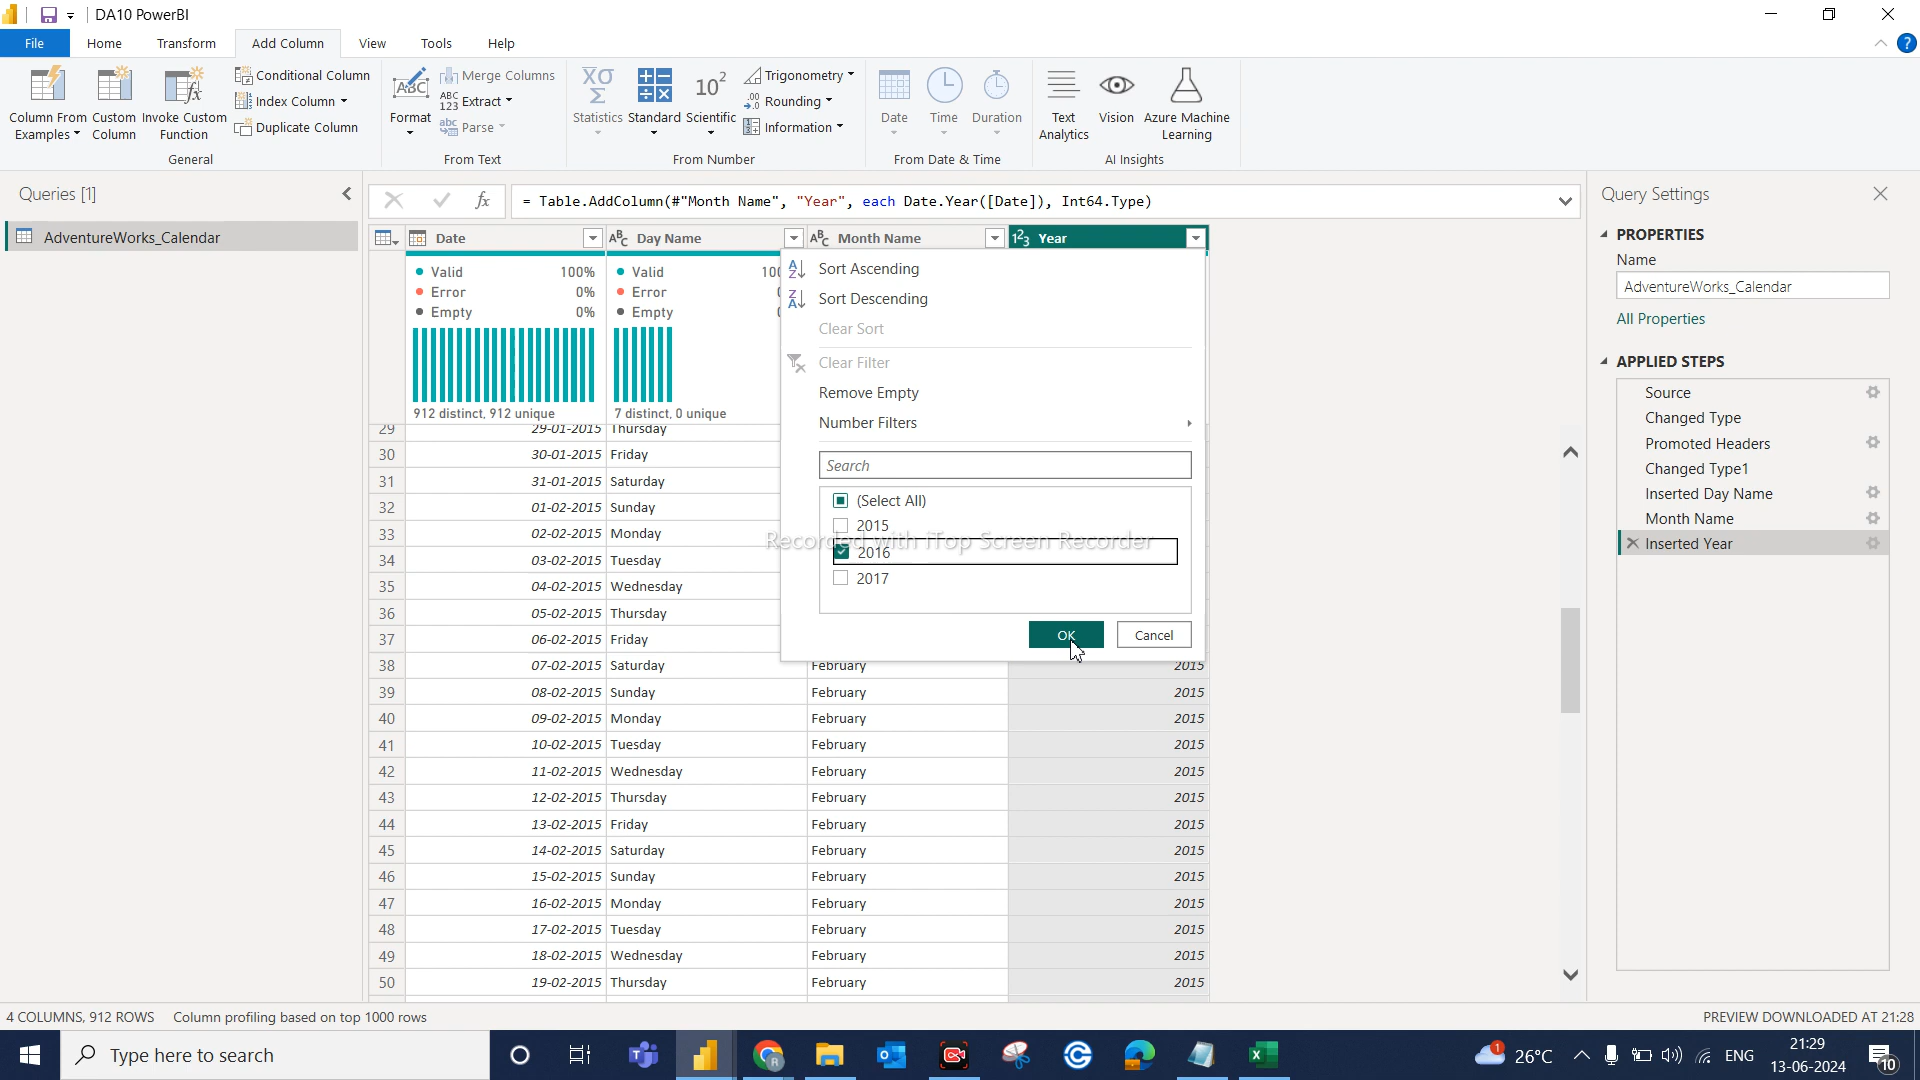 DA10 PowerBI
File Home Transform Add Column View Tools Help
Column From Examples
Custom Column
Invoke Custom Function
Conditional Column
Index Column
Duplicate Column
General
ABC
Format
Merge Columns
ABC 123 Extract
abc Parse
From Text
XΣσ Statistics
Standard
10² Scientific
Trigonometry
.00 Rounding
Information
From Number
Date
Time
Duration
From Date & Time
Text Analytics
Vision
Azure Machine Learning
AI Insights
Queries [1]
AdventureWorks_Calendar
fx = Table.AddColumn(#"Month Name", "Year", each Date.Year([Date]), Int64.Type)
Date ABC Day Name ABC Month Name 123 Year
Valid 100%
Error 0%
Empty 0%
912 distinct, 912 unique
Valid 100
Error
Empty
7 distinct, 0 unique
Sort Ascending
Sort Descending
Clear Sort
Clear Filter
Remove Empty
Number Filters
Search
(Select All)
2015
2016
2017
OK Cancel
Recorded with iTop Screen Recorder
29 29-01-2015 Thursday
30 30-01-2015 Friday
31 31-01-2015 Saturday
32 01-02-2015 Sunday
33 02-02-2015 Monday
34 03-02-2015 Tuesday
35 04-02-2015 Wednesday
36 05-02-2015 Thursday
37 06-02-2015 Friday
38 07-02-2015 Saturday February 2015
39 08-02-2015 Sunday February 2015
40 09-02-2015 Monday February 2015
41 10-02-2015 Tuesday February 2015
42 11-02-2015 Wednesday February 2015
43 12-02-2015 Thursday February 2015
44 13-02-2015 Friday February 2015
45 14-02-2015 Saturday February 2015
46 15-02-2015 Sunday February 2015
47 16-02-2015 Monday February 2015
48 17-02-2015 Tuesday February 2015
49 18-02-2015 Wednesday February 2015
50 19-02-2015 Thursday February 2015
Query Settings
PROPERTIES
Name
AdventureWorks_Calendar
All Properties
APPLIED STEPS
Source
Changed Type
Promoted Headers
Changed Type1
Inserted Day Name
Month Name
Inserted Year
4 COLUMNS, 912 ROWS Column profiling based on top 1000 rows
PREVIEW DOWNLOADED AT 21:28
Type here to search
1 26°C ENG
21:29
13-06-2024
10